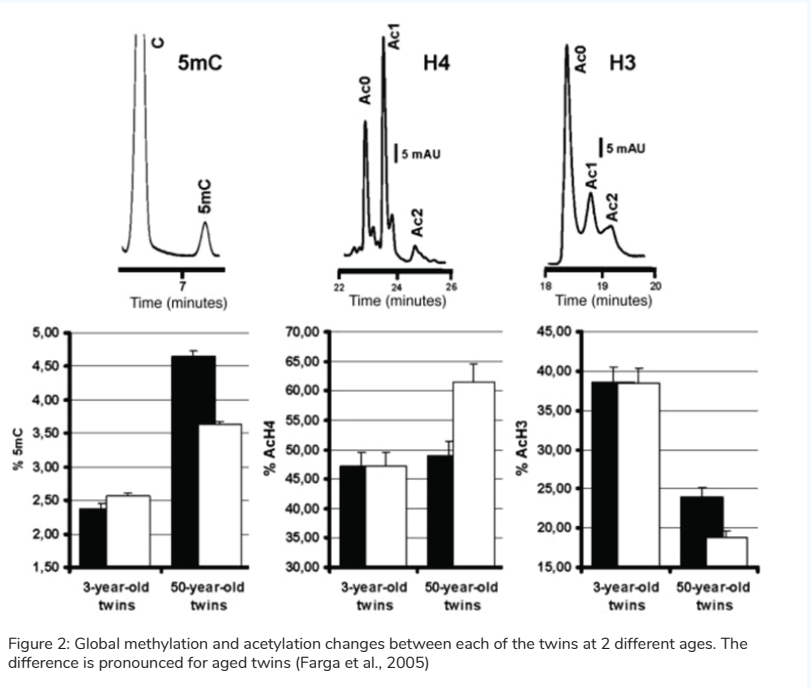 C
5mC
5mC
7
Time (minutes)
Ac0
Ac1
H4
5 mAU
Ac2
22 24 26
Time (minutes)
Ac0
H3
5 mAU
Ac1
Ac2
18 19 20
Time (minutes)
% 5mC
5,00
4,50
4,00
3,50
3,00
2,50
2,00
1,50
3-year-old
twins
50-year-old
twins
% AcH4
70,00
65,00
60,00
55,00
50,00
45,00
40,00
35,00
30,00
3-year-old
twins
50-year-old
twins
% AcH3
45,00
40,00
35,00
30,00
25,00
20,00
15,00
3-year-old
twins
50-year-old
twins
Figure 2: Global methylation and acetylation changes between each of the twins at 2 different ages. The
difference is pronounced for aged twins (Farga et al., 2005)